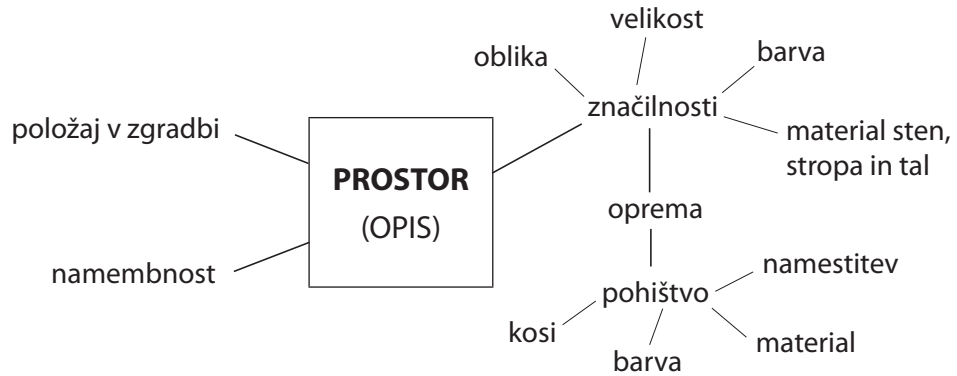 velikost
oblika
barva
značilnosti
položaj v zgradbi
material sten,
stropa in tal
PROSTOR
(OPIS)
oprema
namembnost
namestitev
pohištvo
kosi
material
barva